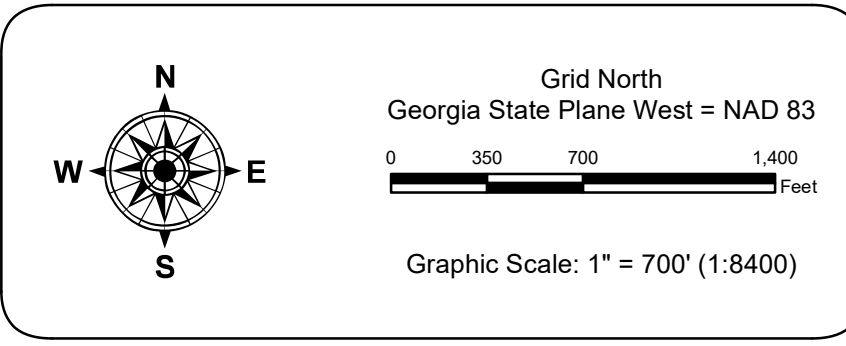 N
W E
S
Grid North
Georgia State Plane West = NAD 83
0 350 700 1,400
Feet
Graphic Scale: 1" = 700' (1:8400)